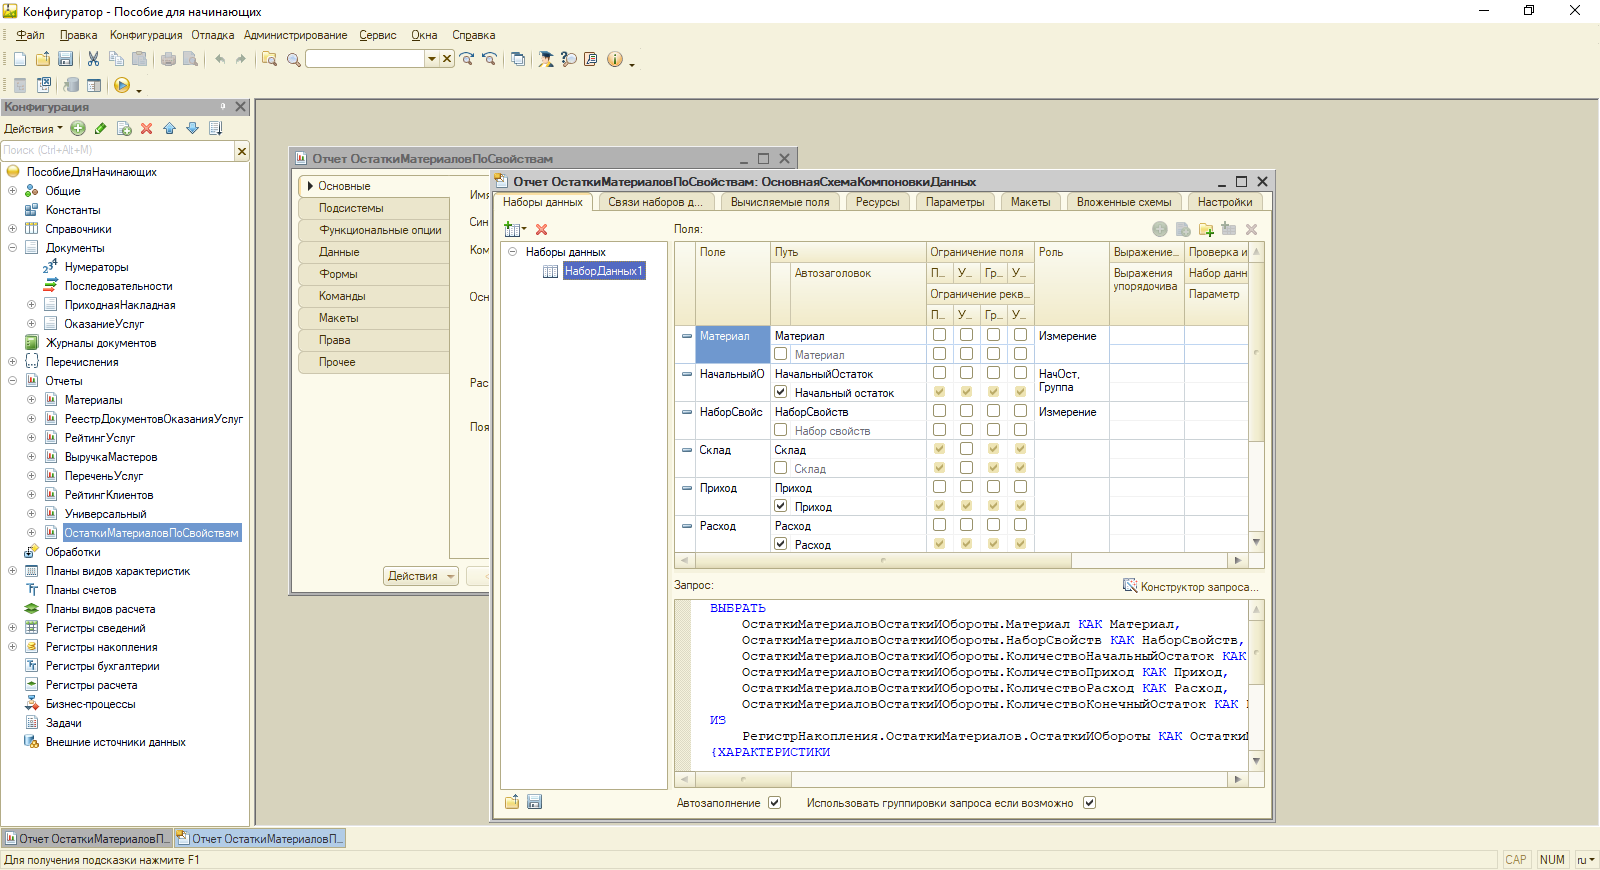 Конфигуратор - Пособие для начинающих
Файл Правка Конфигурация Отладка Администрирование Сервис Окна Справка
Конфигурация
Действия
Поиск (Ctrl+Alt+M)
ПособиеДляНачинающих
Общие
Константы
Справочники
Документы
Нумераторы
Последовательности
ПриходнаяНакладная
ОказаниеУслуг
Журналы документов
Перечисления
Отчеты
Материалы
РеестрДокументовОказанияУслуг
РейтингУслуг
ВыручкаМастеров
ПереченьУслуг
РейтингКлиентов
Универсальный
ОстаткиМатериаловПоСвойствам
Обработки
Планы видов характеристик
Планы счетов
Планы видов расчета
Регистры сведений
Регистры накопления
Регистры бухгалтерии
Регистры расчета
Бизнес-процессы
Задачи
Внешние источники данных
Отчет ОстаткиМатериаловПоСвойствам
Основные
Подсистемы
Функциональные опции
Данные
Формы
Команды
Макеты
Права
Прочее
Имя
Син
Ком
Осн
Рас
Поя
Действия
Отчет ОстаткиМатериаловПоСвойствам: ОсновнаяСхемаКомпоновкиДанных
Наборы данных Связи наборов д... Вычисляемые поля Ресурсы Параметры Макеты Вложенные схемы Настройки
Наборы данных
НаборДанных1
Поля:
Поле Путь Ограничение поля Роль Выражение... Проверка и
Автозаголовок П... У... Гр... У... Выражения упорядочива Набор данн
Ограничение рекв... Параметр
П... У... Гр... У...
Материал Материал Измерение
Материал
НачальныйО НачальныйОстаток НачОст,
Группа
Начальный остаток
НаборСвойс НаборСвойств Измерение
Набор свойств
Склад Склад
Склад
Приход Приход
Приход
Расход Расход
Расход
Запрос: Конструктор запроса...
ВЫБРАТЬ
ОстаткиМатериаловОстаткиИОбороты.Материал КАК Материал,
ОстаткиМатериаловОстаткиИОбороты.НаборСвойств КАК НаборСвойств,
ОстаткиМатериаловОстаткиИОбороты.КоличествоНачальныйОстаток КАК
ОстаткиМатериаловОстаткиИОбороты.КоличествоПриход КАК Приход,
ОстаткиМатериаловОстаткиИОбороты.КоличествоРасход КАК Расход,
ОстаткиМатериаловОстаткиИОбороты.КоличествоКонечныйОстаток КАК
ИЗ
РегистрНакопления.ОстаткиМатериалов.ОстаткиИОбороты КАК Остатки
{ХАРАКТЕРИСТИКИ
Автозаполнение Использовать группировки запроса если возможно
Отчет ОстаткиМатериаловП... Отчет ОстаткиМатериаловП...
Для получения подсказки нажмите F1 CAP NUM ru